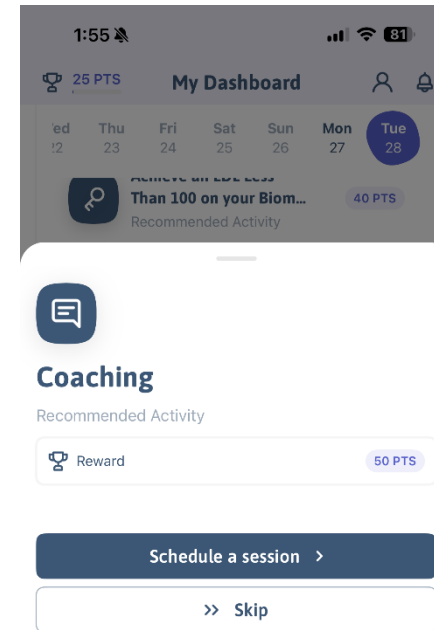 1:55
81
25 PTS
My Dashboard
Thu Fri Sat Sun Mon Tue
23 24 25 26 27 28
Than 100 on your Biom...
40 PTS
Recommended Activity
Coaching
Recommended Activity
Reward
50 PTS
Schedule a session
Skip